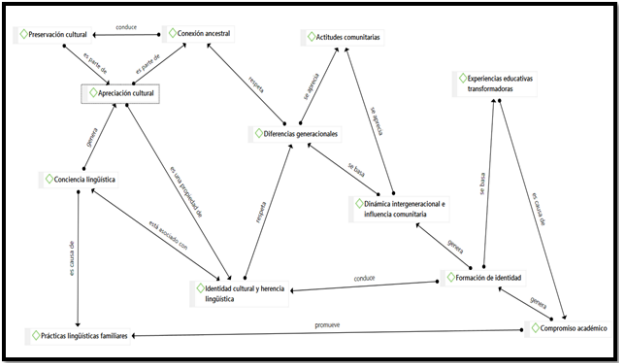 Preservación cultural
conduce
Conexión ancestral
Actitudes comunitarias
es parte de
es parte de
Experiencias educativas
transformadoras
Apreciación cultural
respeta
se aprecia
se aprecia
Diferencias generacionales
genera
se basa
Conciencia lingüística
es una propiedad de
respeta
se basa
es causa de
Dinámica intergeneracional e
influencia comunitaria
está asociado con
es causa de
genera
Identidad cultural y herencia
lingüística
conduce
Formación de identidad
genera
Prácticas lingüísticas familiares
promueve
Compromiso académico